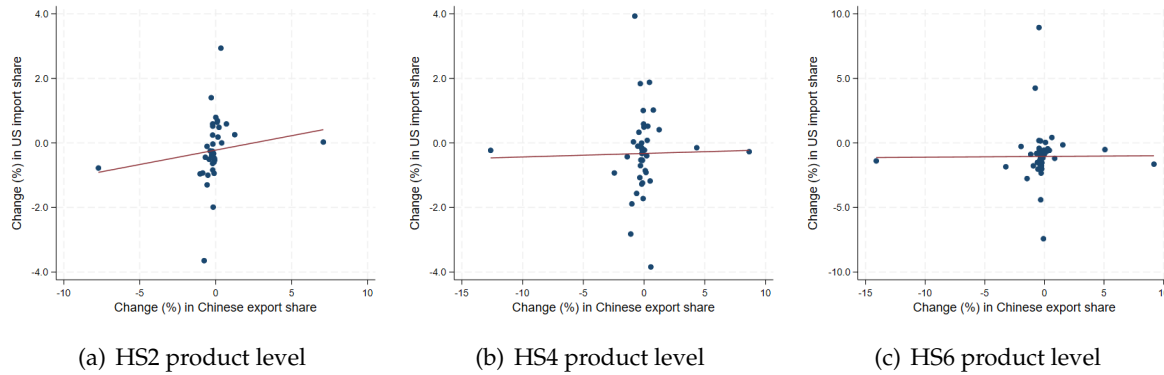 4.0
2.0
0.0
-2.0
-4.0
Change (%) in US import share
-10 -5 0 5 10
Change (%) in Chinese export share
(a) HS2 product level
4.0
2.0
0.0
-2.0
-4.0
Change (%) in US import share
-15 -10 -5 0 5 10
Change (%) in Chinese export share
(b) HS4 product level
10.0
5.0
0.0
-5.0
-10.0
Change (%) in US import share
-15 -10 -5 0 5 10
Change (%) in Chinese export share
(c) HS6 product level